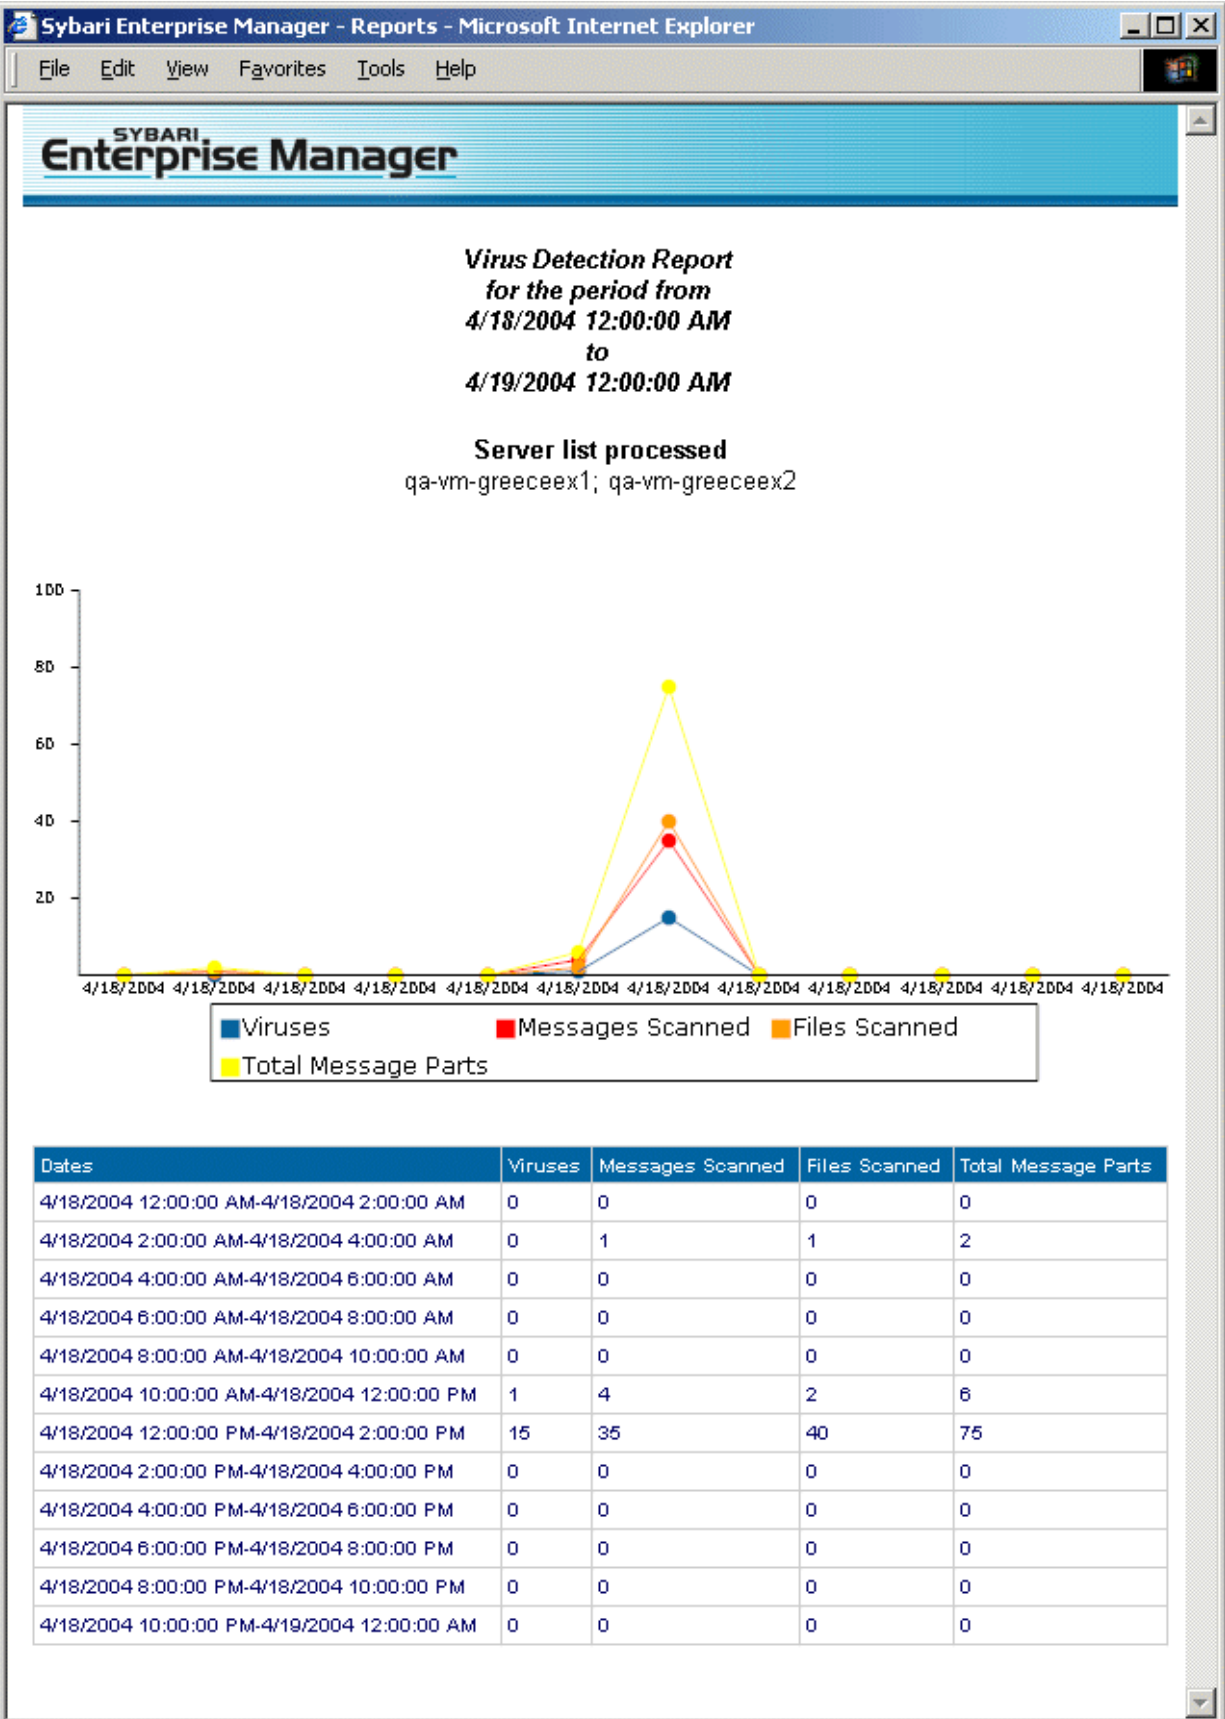 Sybari Enterprise Manager - Reports - Microsoft Internet Explorer
File Edit View Favorites Tools Help
SYBARI
Enterprise Manager
Virus Detection Report
for the period from
4/18/2004 12:00:00 AM
to
4/19/2004 12:00:00 AM
Server list processed
qa-vm-greeceex1; qa-vm-greeceex2
100
80
60
40
20
4/18/2004 4/18/2004 4/18/2004 4/18/2004 4/18/2004 4/18/2004 4/18/2004 4/18/2004 4/18/2004 4/18/2004 4/18/2004 4/18/2004
Viruses Messages Scanned Files Scanned
Total Message Parts
Dates Viruses Messages Scanned Files Scanned Total Message Parts
4/18/2004 12:00:00 AM-4/18/2004 2:00:00 AM 0 0 0 0
4/18/2004 2:00:00 AM-4/18/2004 4:00:00 AM 0 1 1 2
4/18/2004 4:00:00 AM-4/18/2004 6:00:00 AM 0 0 0 0
4/18/2004 6:00:00 AM-4/18/2004 8:00:00 AM 0 0 0 0
4/18/2004 8:00:00 AM-4/18/2004 10:00:00 AM 0 0 0 0
4/18/2004 10:00:00 AM-4/18/2004 12:00:00 PM 1 4 2 6
4/18/2004 12:00:00 PM-4/18/2004 2:00:00 PM 15 35 40 75
4/18/2004 2:00:00 PM-4/18/2004 4:00:00 PM 0 0 0 0
4/18/2004 4:00:00 PM-4/18/2004 6:00:00 PM 0 0 0 0
4/18/2004 6:00:00 PM-4/18/2004 8:00:00 PM 0 0 0 0
4/18/2004 8:00:00 PM-4/18/2004 10:00:00 PM 0 0 0 0
4/18/2004 10:00:00 PM-4/19/2004 12:00:00 AM 0 0 0 0